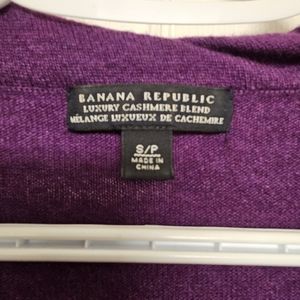 BANANA REPUBLIC
LUXURY CASHMERE BLEND
MÉLANGE LUXUEUX DE CACHEMIRE
S/P
MADE IN
CHINA